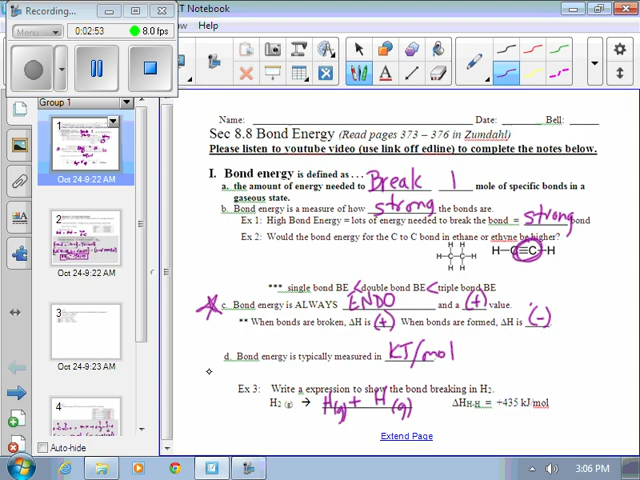 Recording...
T Notebook
Menu
0:02:53
8.0 fps
ow
Help
Group 1
1
Oct 24-9:22 AM
2
Oct 24-9:22 AM
3
Oct 24-9:23 AM
4
Auto-hide
Name: Date: Bell:
Sec 8.8 Bond Energy (Read pages 373 – 376 in Zumdahl)
Please listen to youtube video (use link off edline) to complete the notes below.
I. Bond energy is defined as . . .
a. the amount of energy needed to Break 1 mole of specific bonds in a
gaseous state.
b. Bond energy is a measure of how strong the bonds are.
Ex 1: High Bond Energy = lots of energy needed to break the bond = strong bond
Ex 2: Would the bond energy for the C to C bond in ethane or ethyne be higher?
H H
H—C—C—H H—C≡C—H
H H
*** single bond BE < double bond BE < triple bond BE
c. Bond energy is ALWAYS ENDO and a (+) value.
** When bonds are broken, ΔH is (+) When bonds are formed, ΔH is (-)
d. Bond energy is typically measured in KJ/mol
Ex 3: Write a expression to show the bond breaking in H2.
H2 (g) → H(g) + H(g) ΔHH-H = +435 kJ/mol
Extend Page
3:06 PM